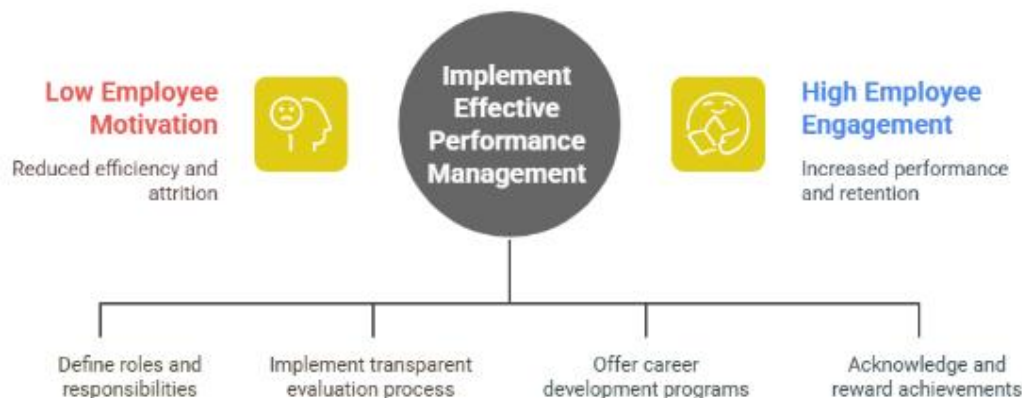 Low Employee
Motivation
Reduced efficiency and
attrition
Implement
Effective
Performance
Management
High Employee
Engagement
Increased performance
and retention
Define roles and
responsibilities
Implement transparent
evaluation process
Offer career
development programs
Acknowledge and
reward achievements